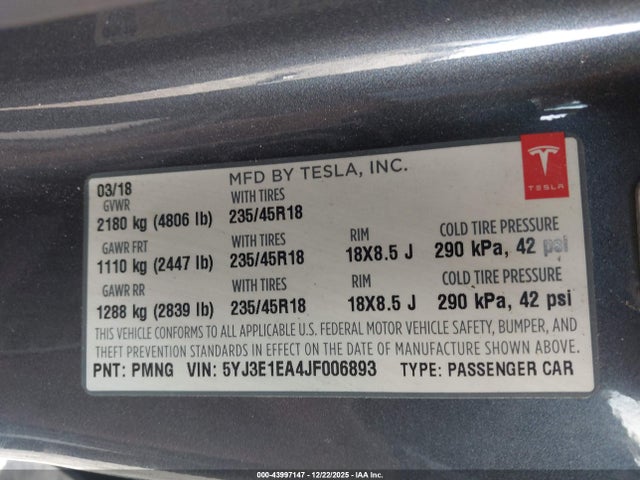 03/18 MFD BY TESLA, INC.
TESLA
GVWR WITH TIRES
2180 kg (4806 lb) 235/45R18
GAWR FRT WITH TIRES RIM COLD TIRE PRESSURE
1110 kg (2447 lb) 235/45R18 18X8.5 J 290 kPa, 42 psi
GAWR RR WITH TIRES RIM COLD TIRE PRESSURE
1288 kg (2839 lb) 235/45R18 18X8.5 J 290 kPa, 42 psi
THIS VEHICLE CONFORMS TO ALL APPLICABLE U.S. FEDERAL MOTOR VEHICLE SAFETY, BUMPER, AND
THEFT PREVENTION STANDARDS IN EFFECT ON THE DATE OF MANUFACTURE SHOWN ABOVE.
PNT: PMNG VIN: 5YJ3E1EA4JF006893 TYPE: PASSENGER CAR
000-43997147 - 12/22/2025 - IAA Inc.